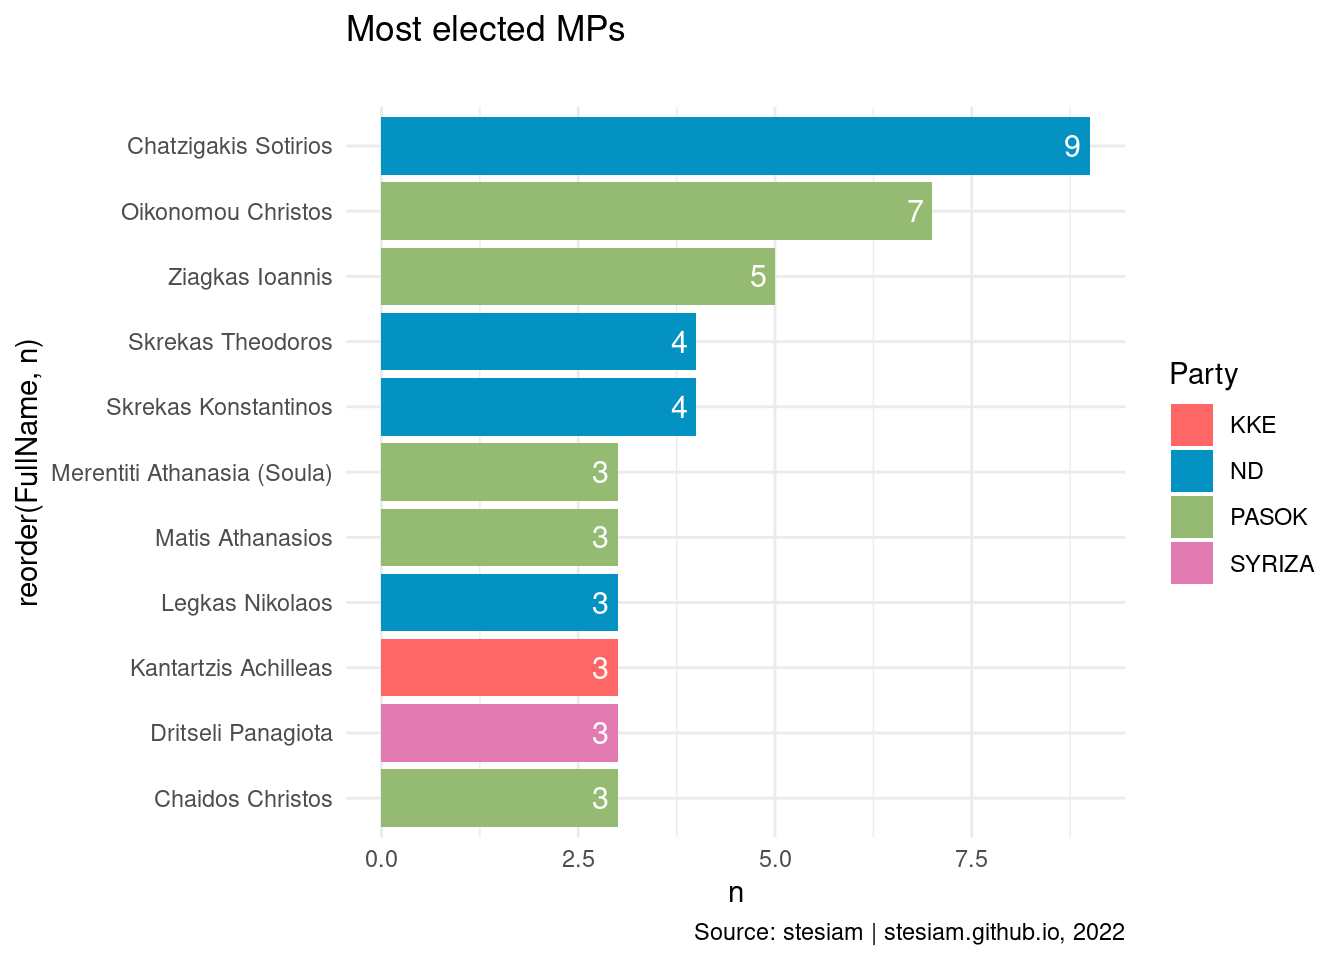 Most elected MPs
Chatzigakis Sotirios 9
Oikonomou Christos 7
Ziagkas Ioannis 5
Skrekas Theodoros 4
Skrekas Konstantinos 4
Merentiti Athanasia (Soula) 3
Matis Athanasios 3
Legkas Nikolaos 3
Kantartzis Achilleas 3
Dritseli Panagiota 3
Chaidos Christos 3
reorder(FullName, n)
0.0 2.5 5.0 7.5
n
Party
KKE
ND
PASOK
SYRIZA
Source: stesiam | stesiam.github.io, 2022